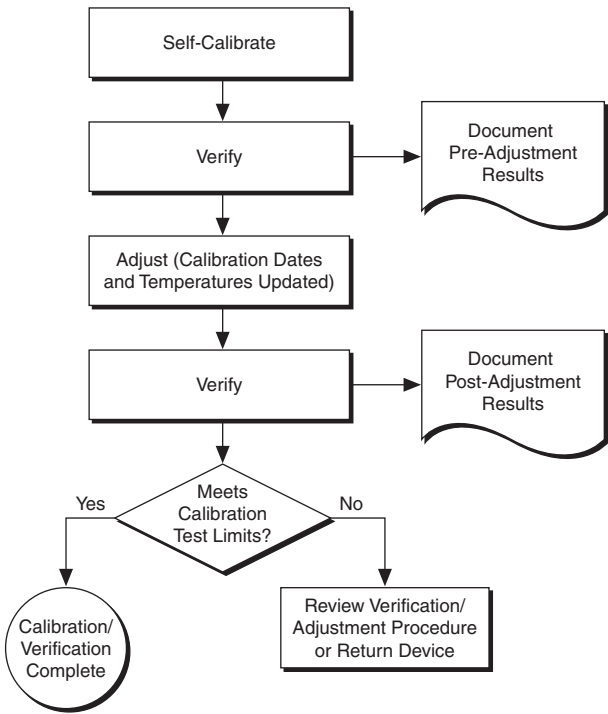 Self-Calibrate
Verify
Document
Pre-Adjustment
Results
Adjust (Calibration Dates
and Temperatures Updated)
Verify
Document
Post-Adjustment
Results
Meets
Calibration
Test Limits?
Yes
No
Calibration/
Verification
Complete
Review Verification/
Adjustment Procedure
or Return Device